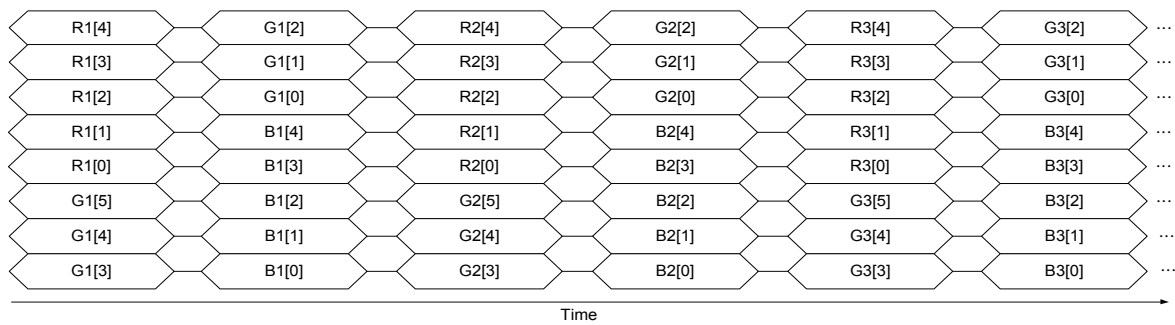 R1[4] G1[2] R2[4] G2[2] R3[4] G3[2] ...
R1[3] G1[1] R2[3] G2[1] R3[3] G3[1] ...
R1[2] G1[0] R2[2] G2[0] R3[2] G3[0] ...
R1[1] B1[4] R2[1] B2[4] R3[1] B3[4] ...
R1[0] B1[3] R2[0] B2[3] R3[0] B3[3] ...
G1[5] B1[2] G2[5] B2[2] G3[5] B3[2] ...
G1[4] B1[1] G2[4] B2[1] G3[4] B3[1] ...
G1[3] B1[0] G2[3] B2[0] G3[3] B3[0] ...
Time